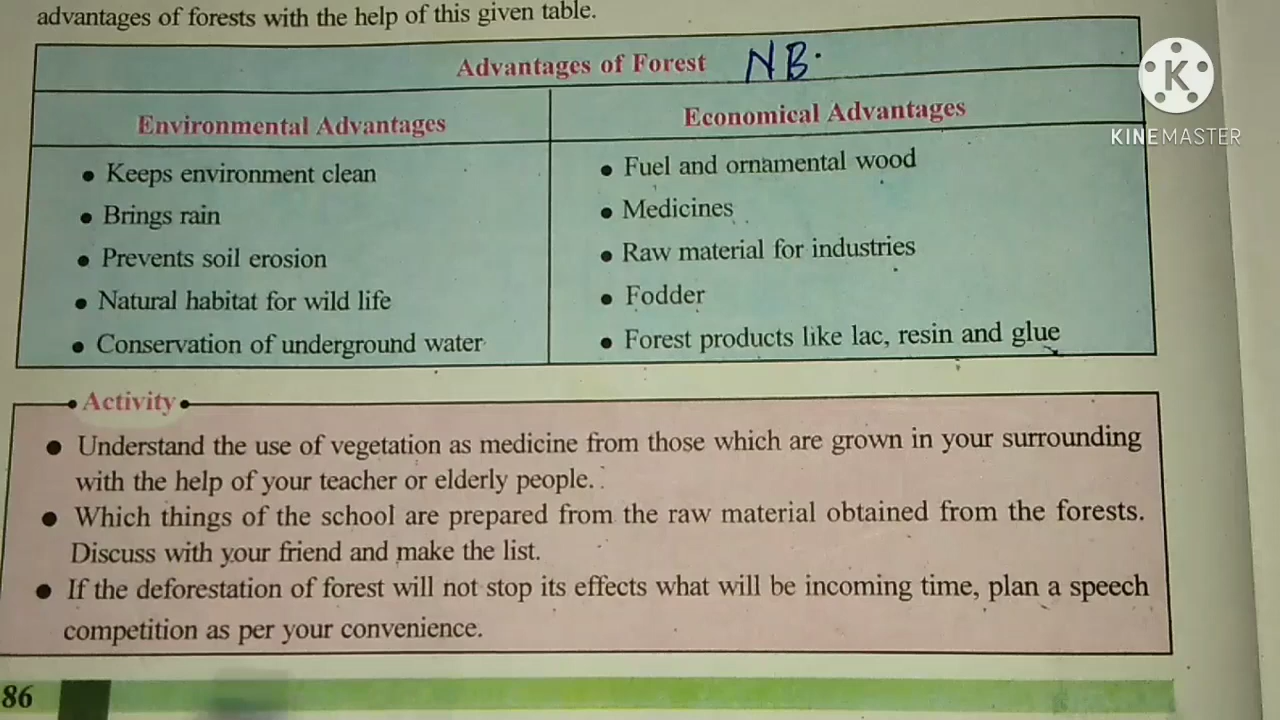 advantages of forests with the help of this given table.
Advantages of Forest NB.
Environmental Advantages
• Keeps environment clean
• Brings rain
• Prevents soil erosion
• Natural habitat for wild life
• Conservation of underground water
Economical Advantages
• Fuel and ornamental wood
• Medicines
• Raw material for industries
• Fodder
• Forest products like lac, resin and glue
K
KINEMASTER
• Activity •
• Understand the use of vegetation as medicine from those which are grown in your surrounding
with the help of your teacher or elderly people.
• Which things of the school are prepared from the raw material obtained from the forests.
Discuss with your friend and make the list.
• If the deforestation of forest will not stop its effects what will be incoming time, plan a speech
competition as per your convenience.
86